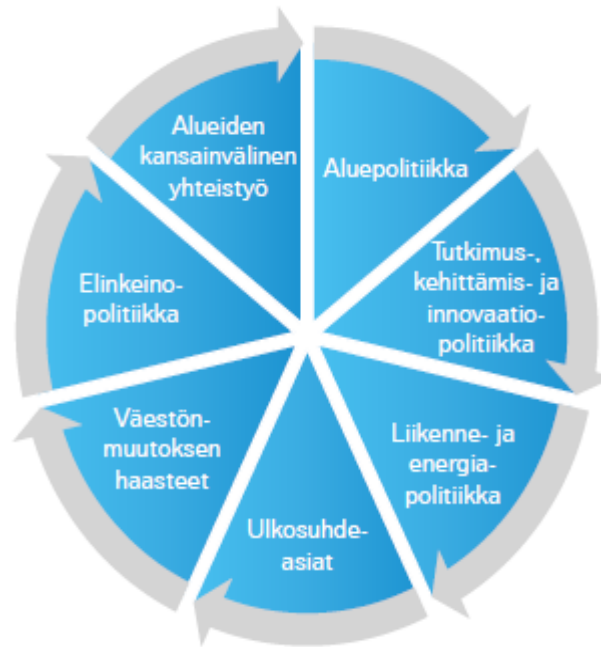 Aluepolitiikka
Tutkimus-,
kehittämis- ja
innovaatio-
politiikka
Liikenne- ja
energia-
politiikka
Ulkosuhde-
asiat
Väestön-
muutoksen
haasteet
Elinkeino-
politiikka
Alueiden
kansainvälinen
yhteistyö